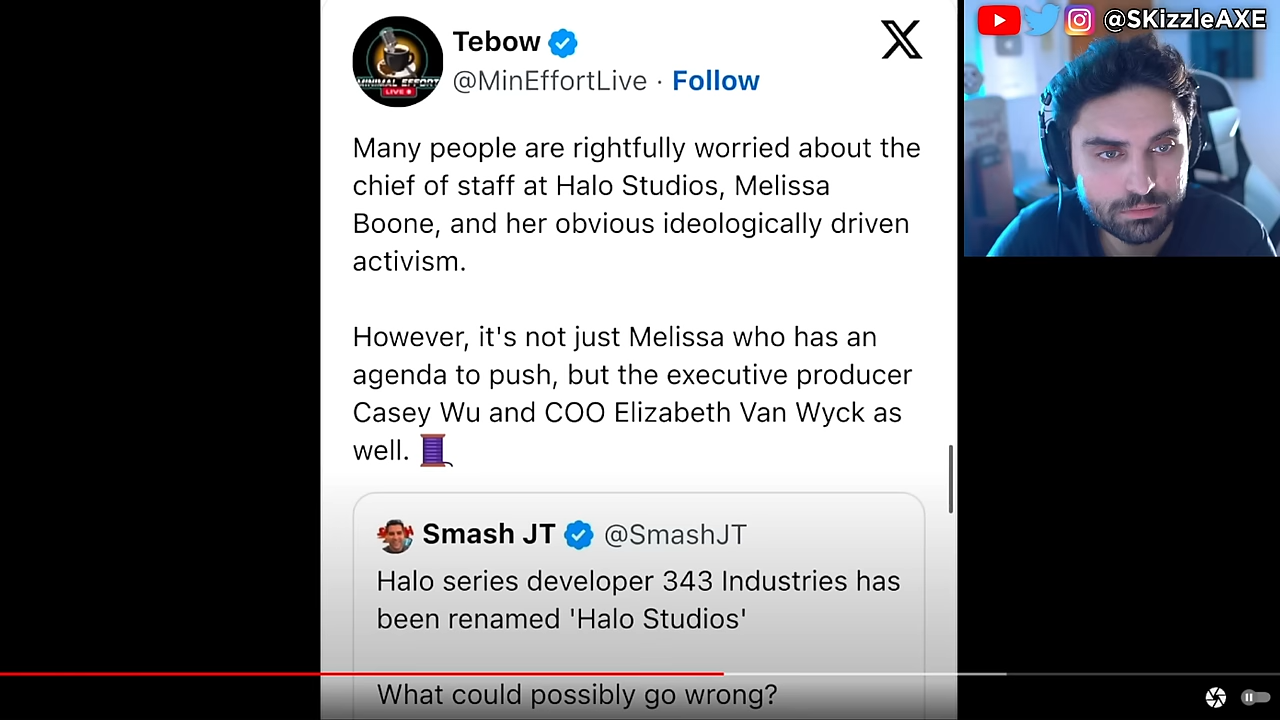 Tebow
@MinEffortLive · Follow
@SKizzleAXE
MINIMAL EFFORT
LIVE
Many people are rightfully worried about the
chief of staff at Halo Studios, Melissa
Boone, and her obvious ideologically driven
activism.
However, it's not just Melissa who has an
agenda to push, but the executive producer
Casey Wu and COO Elizabeth Van Wyck as
well.
Smash JT @SmashJT
Halo series developer 343 Industries has
been renamed 'Halo Studios'
What could possibly go wrong?